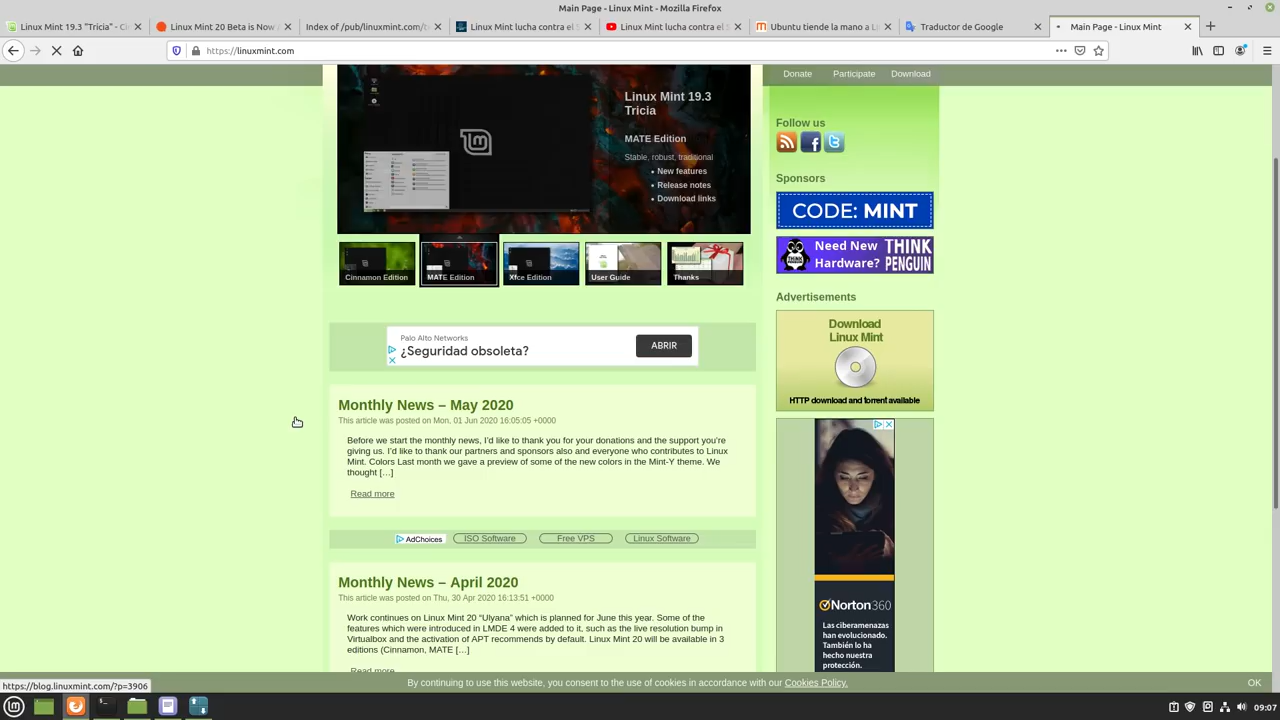 Main Page - Linux Mint - Mozilla Firefox
Linux Mint 19.3 "Tricia" - Ci
Linux Mint 20 Beta is Now
Index of /pub/linuxmint.com/t
Linux Mint lucha contra el S
Linux Mint lucha contra el S
Ubuntu tiende la mano a Li
Traductor de Google
Main Page - Linux Mint
https://linuxmint.com
Donate Participate Download
Linux Mint 19.3
Tricia
MATE Edition
Stable, robust, traditional
New features
Release notes
Download links
Cinnamon Edition
MATE Edition
Xfce Edition
User Guide
Thanks
Follow us
Sponsors
CODE: MINT
Need New
Hardware?
THINK
PENGUIN
Advertisements
Download
Linux Mint
HTTP download and torrent available
Palo Alto Networks
¿Seguridad obsoleta?
ABRIR
Monthly News – May 2020
This article was posted on Mon, 01 Jun 2020 16:05:05 +0000
Before we start the monthly news, I'd like to thank you for your donations and the support you're
giving us. I'd like to thank our partners and sponsors also and everyone who contributes to Linux
Mint. Colors Last month we gave a preview of some of the new colors in the Mint-Y theme. We
thought […]
Read more
AdChoices
ISO Software
Free VPS
Linux Software
Monthly News – April 2020
This article was posted on Thu, 30 Apr 2020 16:13:51 +0000
Work continues on Linux Mint 20 “Ulyana” which is planned for June this year. Some of the
features which were introduced in LMDE 4 were added to it, such as the live resolution bump in
Virtualbox and the activation of APT recommends by default. Linux Mint 20 will be available in 3
editions (Cinnamon, MATE […]
Read more
Norton360
Las ciberamenazas
han evolucionado.
También lo ha
hecho nuestra
protección.
By continuing to use this website, you consent to the use of cookies in accordance with our Cookies Policy.
OK
https://blog.linuxmint.com/?p=3906
09:07